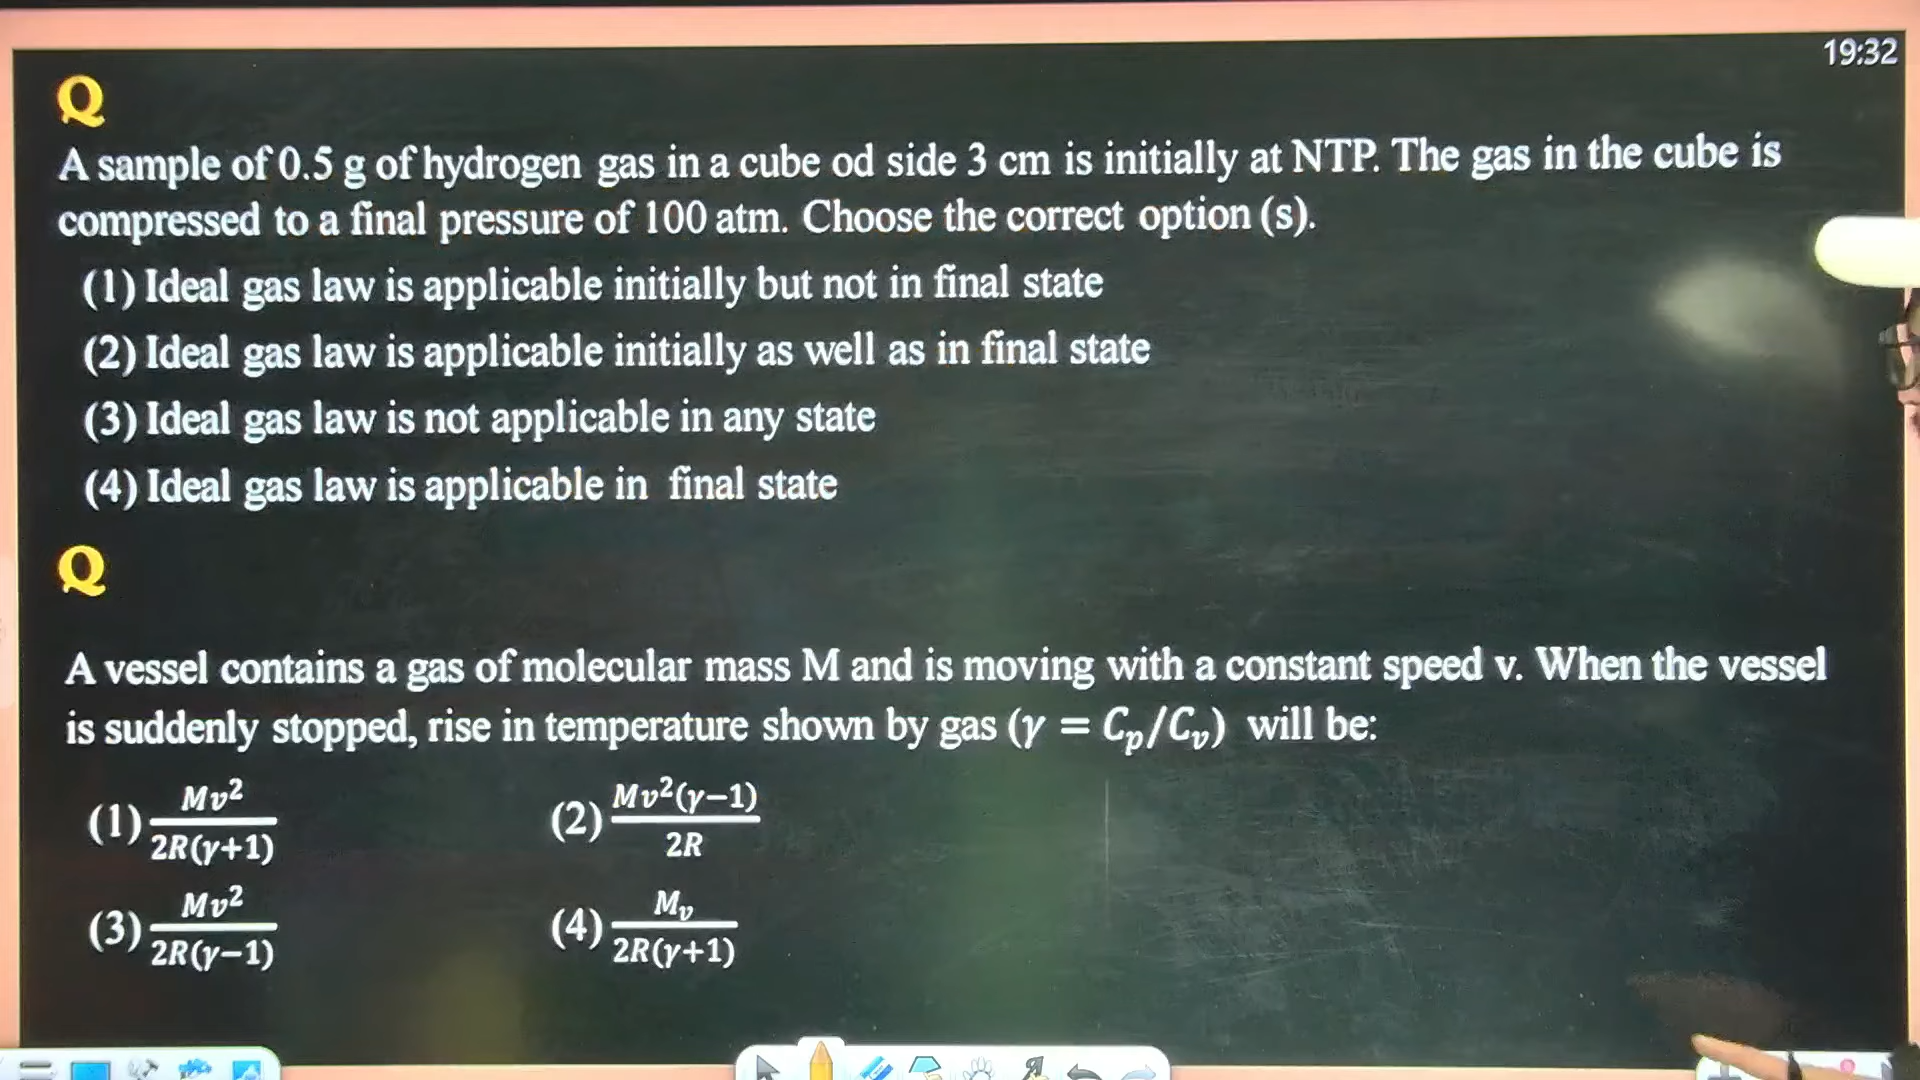 19:32
Q
A sample of 0.5 g of hydrogen gas in a cube od side 3 cm is initially at NTP. The gas in the cube is
compressed to a final pressure of 100 atm. Choose the correct option (s).
(1) Ideal gas law is applicable initially but not in final state
(2) Ideal gas law is applicable initially as well as in final state
(3) Ideal gas law is not applicable in any state
(4) Ideal gas law is applicable in final state
Q
A vessel contains a gas of molecular mass M and is moving with a constant speed v. When the vessel
is suddenly stopped, rise in temperature shown by gas (γ = Cₚ/Cᵥ) will be:
(1) Mv²/2R(γ+1) (2) Mv²(γ−1)/2R
(3) Mv²/2R(γ−1) (4) Mᵥ/2R(γ+1)